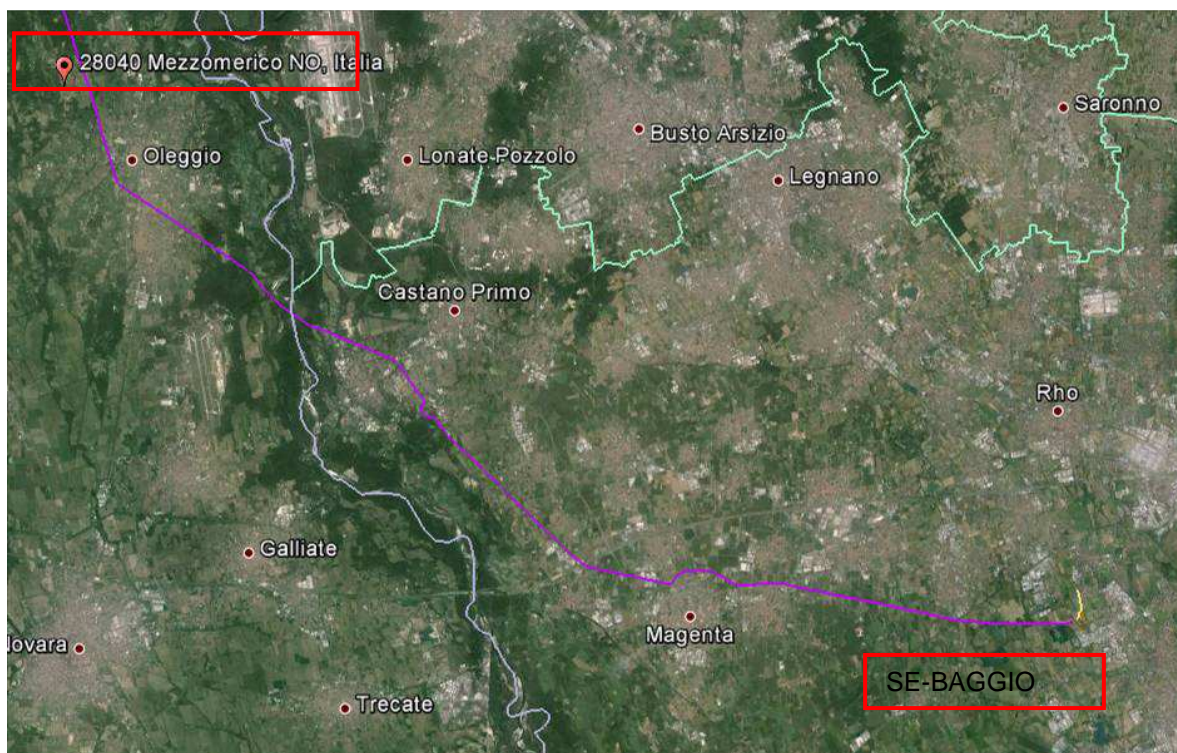 28040 Mezzomerico NO, Italia
Saronno
Busto Arsizio
Oleggio
Lonate Pozzolo
Legnano
Castano Primo
Rho
Galliate
Magenta
Novara
SE-BAGGIO
Trecate